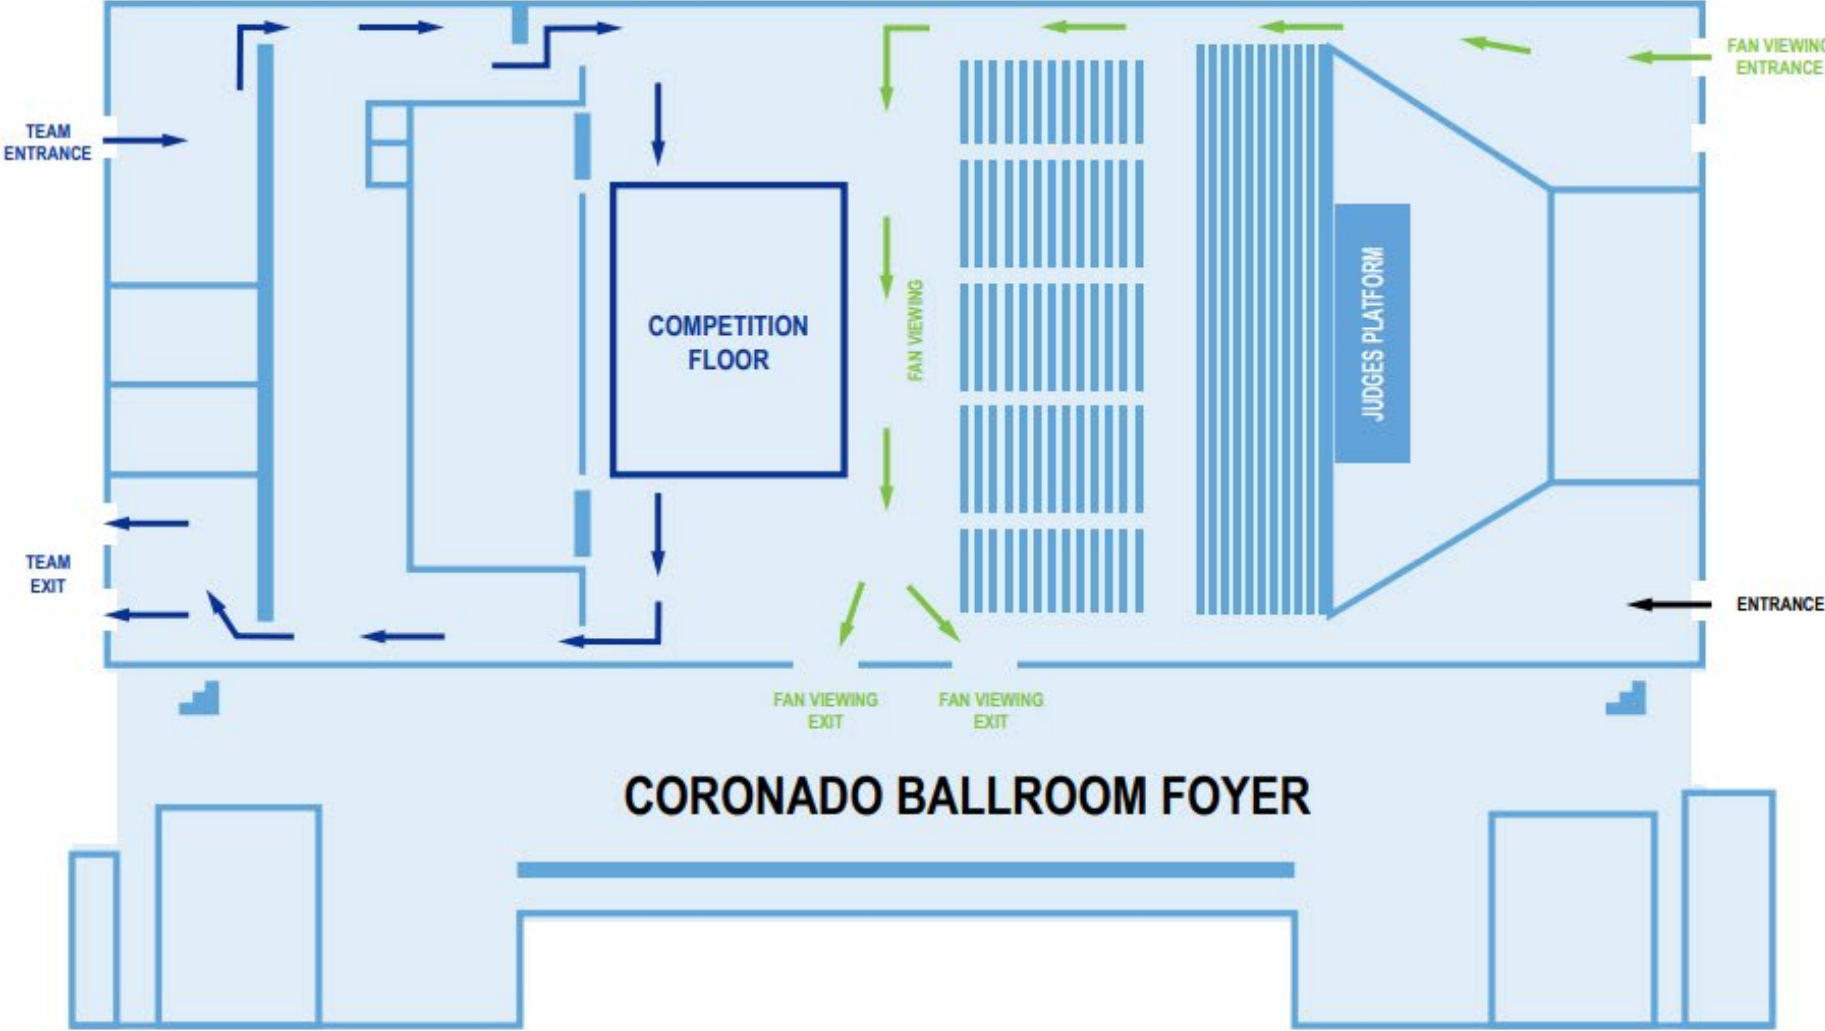 FAN VIEWING
ENTRANCE
TEAM
ENTRANCE
COMPETITION
FLOOR
FAN VIEWING
JUDGES PLATFORM
TEAM
EXIT
ENTRANCE
FAN VIEWING
EXIT
FAN VIEWING
EXIT
CORONADO BALLROOM FOYER